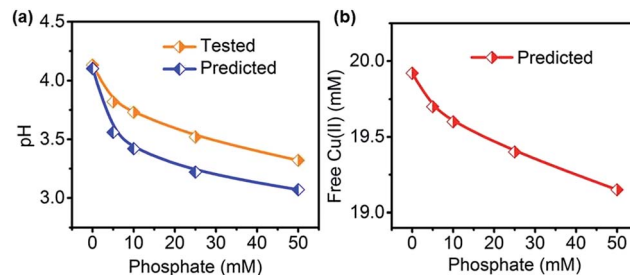 (a)
4.5
4.0
3.5
3.0
pH
Tested
Predicted
0 10 20 30 40 50
Phosphate (mM)
(b)
20.0
19.5
19.0
Free Cu(II) (mM)
Predicted
0 10 20 30 40 50
Phosphate (mM)